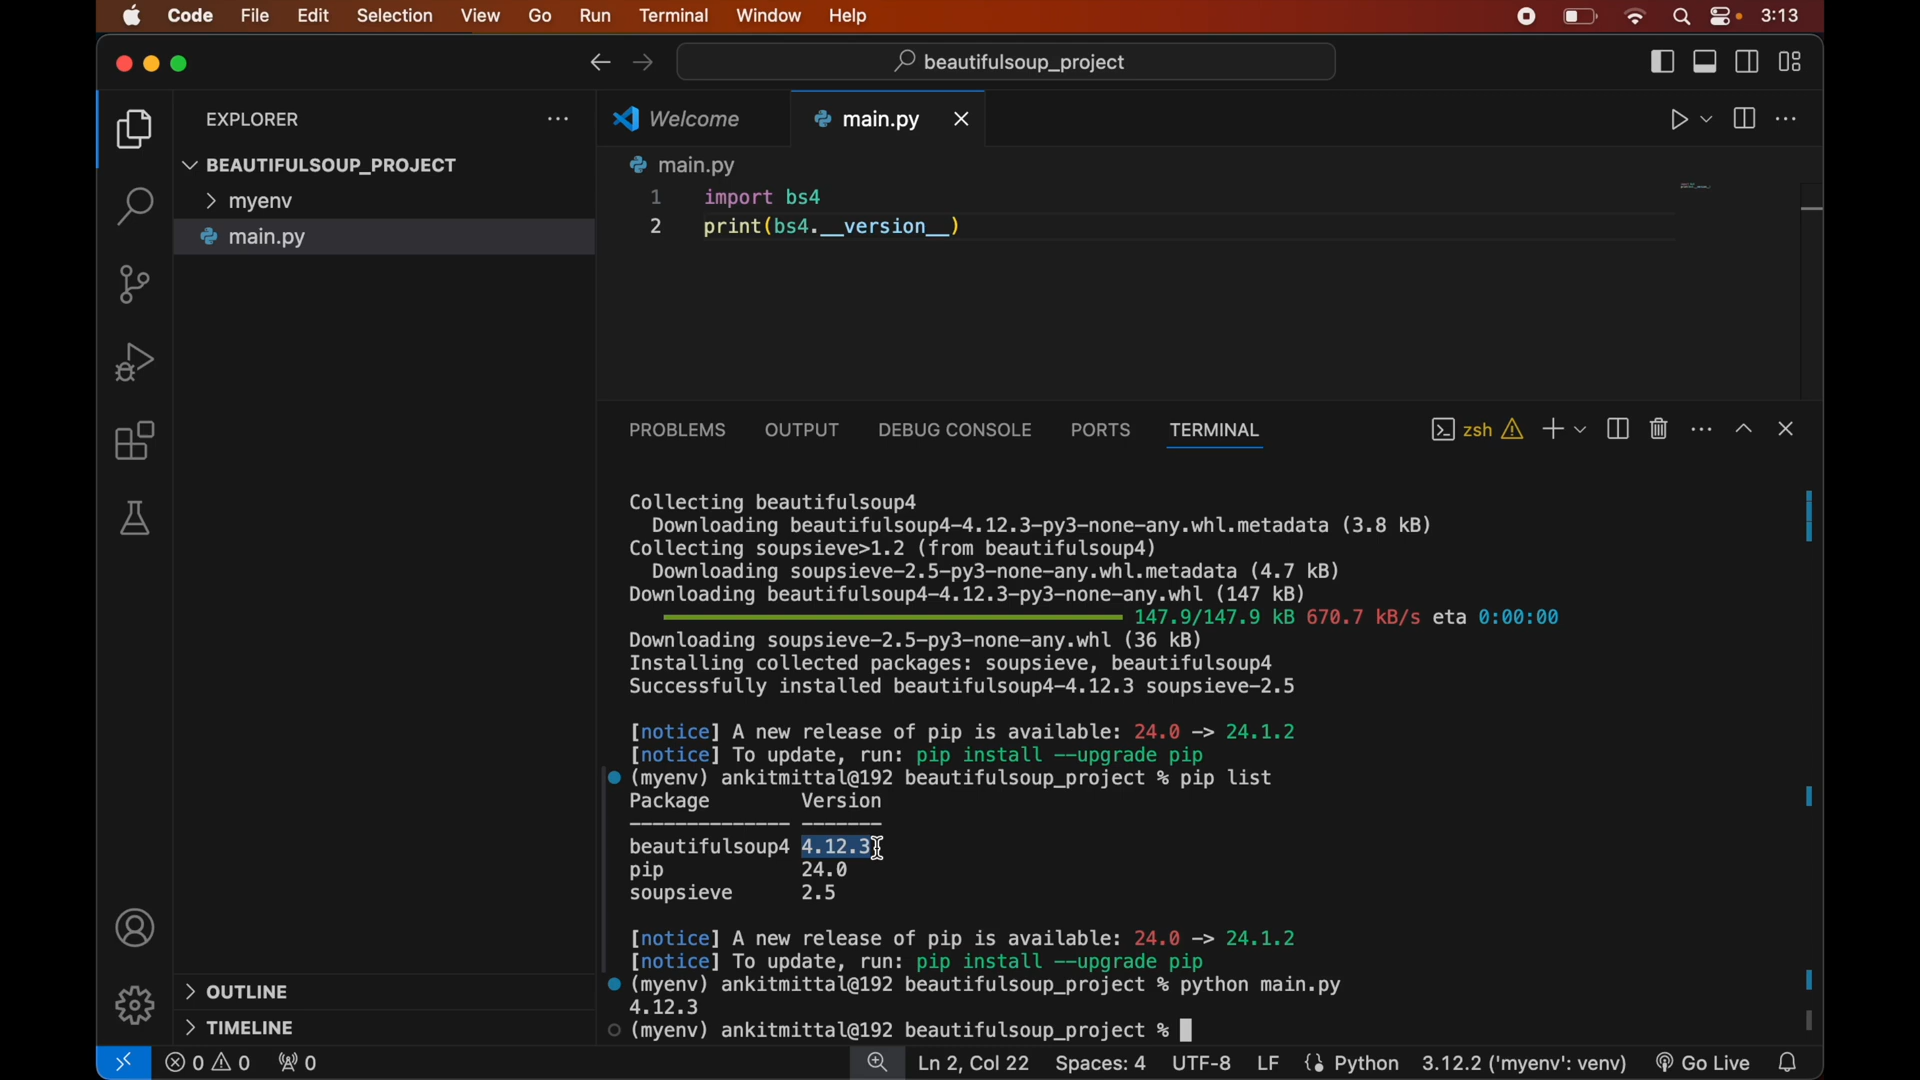 Code File Edit Selection View Go Run Terminal Window Help 3:13
beautifulsoup_project
EXPLORER
BEAUTIFULSOUP_PROJECT
myenv
main.py
OUTLINE
TIMELINE
Welcome main.py
main.py
1 import bs4
2 print(bs4.__version__)
PROBLEMS OUTPUT DEBUG CONSOLE PORTS TERMINAL zsh
Collecting beautifulsoup4
Downloading beautifulsoup4-4.12.3-py3-none-any.whl.metadata (3.8 kB)
Collecting soupsieve>1.2 (from beautifulsoup4)
Downloading soupsieve-2.5-py3-none-any.whl.metadata (4.7 kB)
Downloading beautifulsoup4-4.12.3-py3-none-any.whl (147 kB)
147.9/147.9 kB 670.7 kB/s eta 0:00:00
Downloading soupsieve-2.5-py3-none-any.whl (36 kB)
Installing collected packages: soupsieve, beautifulsoup4
Successfully installed beautifulsoup4-4.12.3 soupsieve-2.5
[notice] A new release of pip is available: 24.0 -> 24.1.2
[notice] To update, run: pip install --upgrade pip
(myenv) ankitmittal@192 beautifulsoup_project % pip list
Package Version
-------------- -------
beautifulsoup4 4.12.3
pip 24.0
soupsieve 2.5
[notice] A new release of pip is available: 24.0 -> 24.1.2
[notice] To update, run: pip install --upgrade pip
(myenv) ankitmittal@192 beautifulsoup_project % python main.py
4.12.3
(myenv) ankitmittal@192 beautifulsoup_project %
0 0 0 Ln 2, Col 22 Spaces: 4 UTF-8 LF Python 3.12.2 ('myenv': venv) Go Live